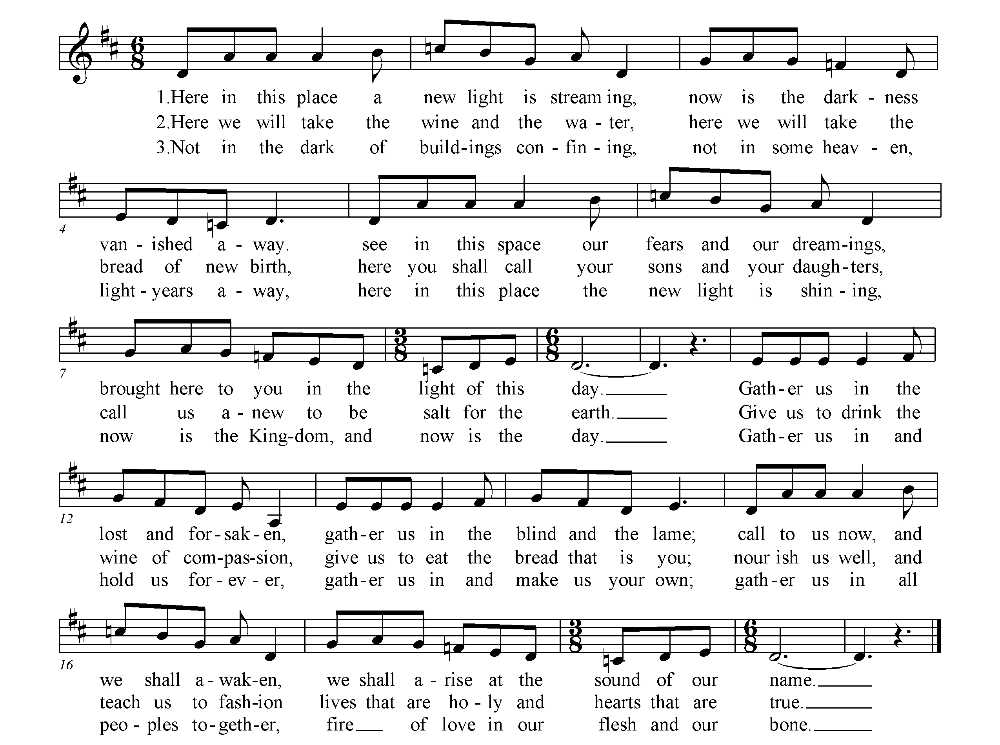 6 8
1.Here in this place a new light is stream ing, now is the dark - ness
2.Here we will take the wine and the wa - ter, here we will take the
3.Not in the dark of build-ings con - fin - ing, not in some heav - en,
4
van - ished a - way. see in this space our fears and our dream-ings,
bread of new birth, here you shall call your sons and your daugh-ters,
light - years a - way, here in this place the new light is shin - ing,
3 8 6 8
7
brought here to you in the light of this day. Gath-er us in the
call us a - new to be salt for the earth. Give us to drink the
now is the King-dom, and now is the day. Gath-er us in and
12
lost and for-sak-en, gath-er us in the blind and the lame; call to us now, and
wine of com-pas-sion, give us to eat the bread that is you; nour ish us well, and
hold us for-ev - er, gath-er us in and make us your own; gath-er us in all
3 8 6 8
16
we shall a - wak-en, we shall a - rise at the sound of our name.
teach us to fash-ion lives that are ho - ly and hearts that are true.
peo - ples to-geth-er, fire of love in our flesh and our bone.